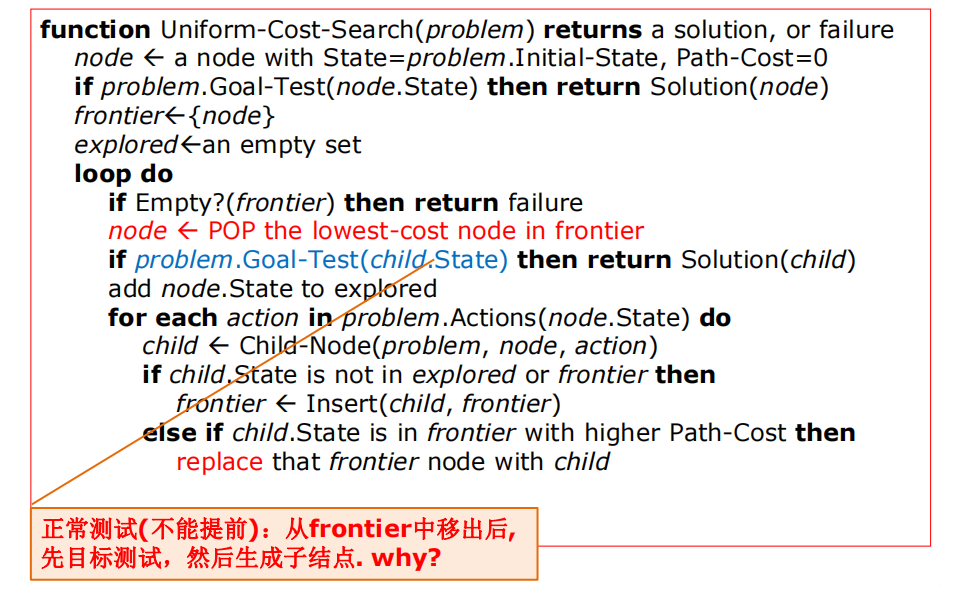 function Uniform-Cost-Search(problem) returns a solution, or failure
node ← a node with State=problem.Initial-State, Path-Cost=0
if problem.Goal-Test(node.State) then return Solution(node)
frontier←{node}
explored←an empty set
loop do
if Empty?(frontier) then return failure
node ← POP the lowest-cost node in frontier
if problem.Goal-Test(child.State) then return Solution(child)
add node.State to explored
for each action in problem.Actions(node.State) do
child ← Child-Node(problem, node, action)
if child.State is not in explored or frontier then
frontier ← Insert(child, frontier)
else if child.State is in frontier with higher Path-Cost then
replace that frontier node with child
正常测试(不能提前)：从frontier中移出后,
先目标测试，然后生成子结点. why?